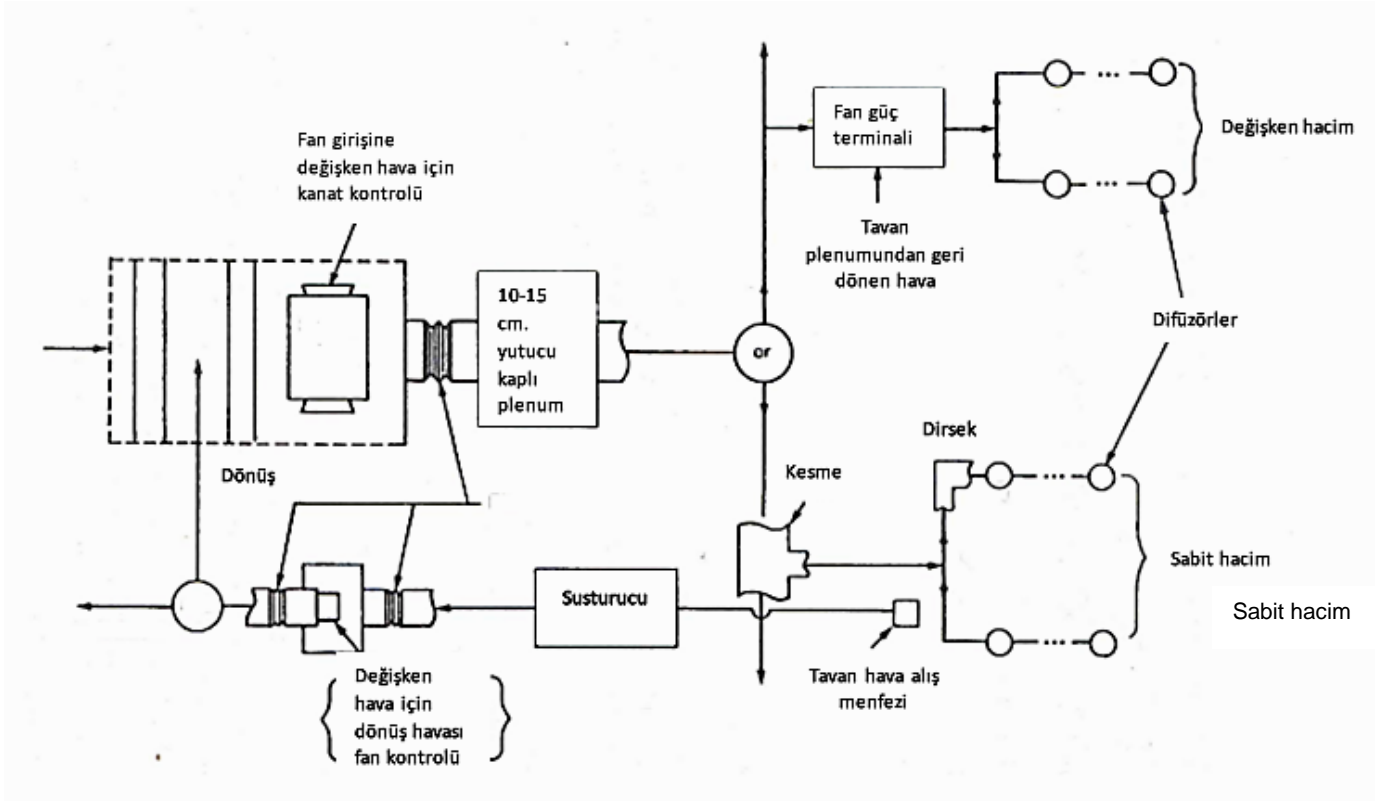 Fan girişine
değişken hava için
kanat kontrolü
Fan güç
terminali
Değişken hacim
Tavan
plenumundan geri
dönen hava
10-15
cm.
yutucu
kaplı
plenum
or
Difüzörler
Dönüş
Dirsek
Kesme
Sabit hacim
Sabit hacim
Susturucu
Tavan hava alış
menfezi
Değişken
hava için
dönüş havası
fan kontrolü